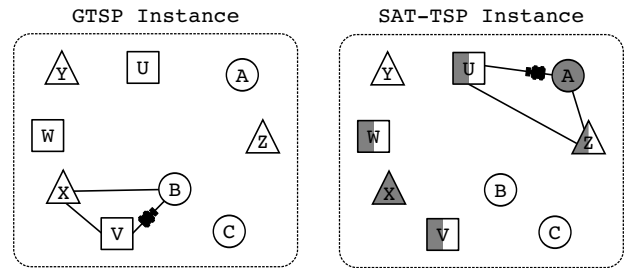 GTSP Instance
SAT-TSP Instance
Y U A
W Z
X B
V C
Y U A
W Z
X B
V C